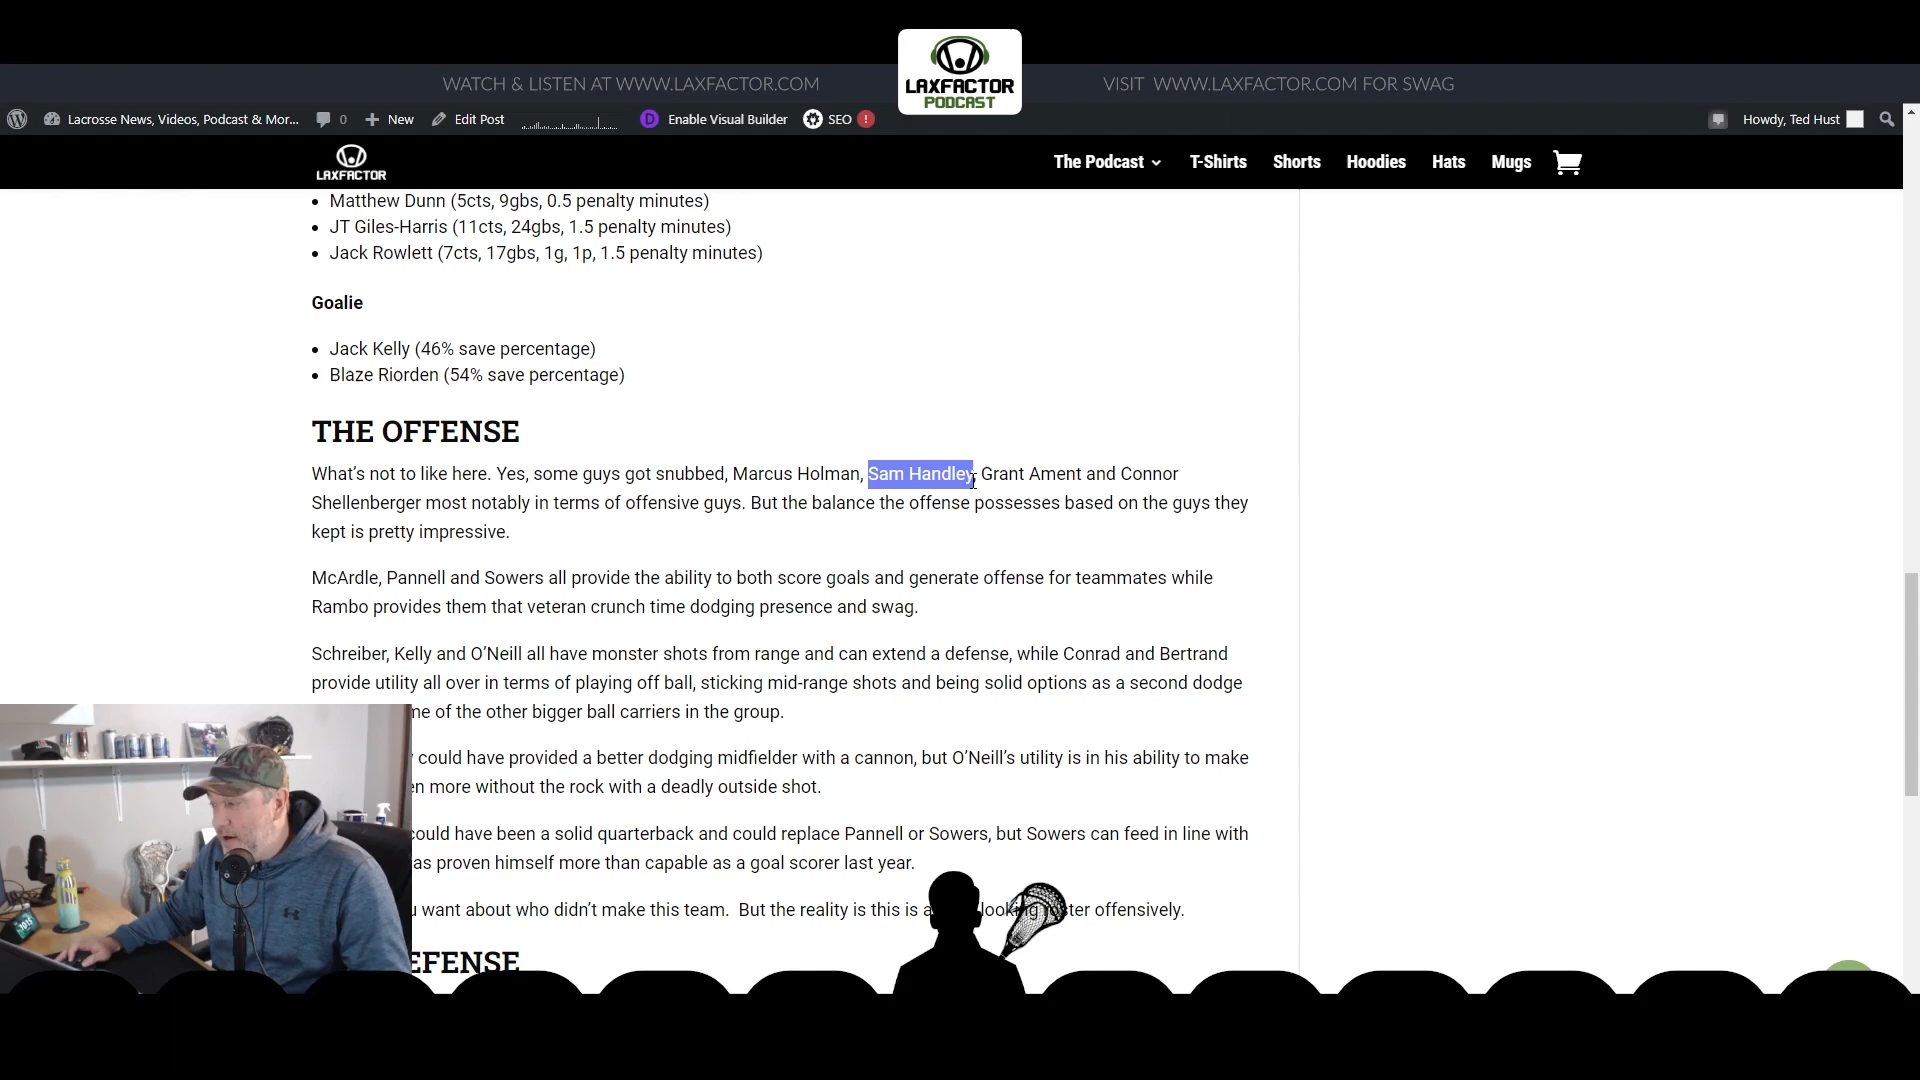 WATCH & LISTEN AT WWW.LAXFACTOR.COM
LAXFACTOR
PODCAST
VISIT WWW.LAXFACTOR.COM FOR SWAG
Lacrosse News, Videos, Podcast & Mor... 0 New Edit Post Enable Visual Builder SEO ! Howdy, Ted Hust
LAXFACTOR
The Podcast T-Shirts Shorts Hoodies Hats Mugs
• Matthew Dunn (5cts, 9gbs, 0.5 penalty minutes)
• JT Giles-Harris (11cts, 24gbs, 1.5 penalty minutes)
• Jack Rowlett (7cts, 17gbs, 1g, 1p, 1.5 penalty minutes)
Goalie
• Jack Kelly (46% save percentage)
• Blaze Riorden (54% save percentage)
THE OFFENSE
What's not to like here. Yes, some guys got snubbed, Marcus Holman, Sam Handley, Grant Ament and Connor
Shellenberger most notably in terms of offensive guys. But the balance the offense possesses based on the guys they
kept is pretty impressive.
McArdle, Pannell and Sowers all provide the ability to both score goals and generate offense for teammates while
Rambo provides them that veteran crunch time dodging presence and swag.
Schreiber, Kelly and O'Neill all have monster shots from range and can extend a defense, while Conrad and Bertrand
provide utility all over in terms of playing off ball, sticking mid-range shots and being solid options as a second dodge
me of the other bigger ball carriers in the group.
y could have provided a better dodging midfielder with a cannon, but O'Neill's utility is in his ability to make
en more without the rock with a deadly outside shot.
could have been a solid quarterback and could replace Pannell or Sowers, but Sowers can feed in line with
as proven himself more than capable as a goal scorer last year.
u want about who didn't make this team. But the reality is this is a looking roster offensively.
EFENSE